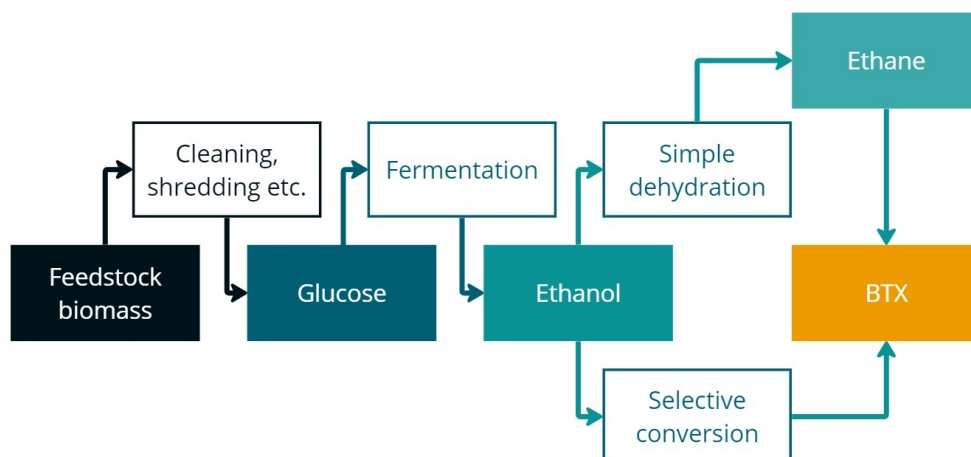 Ethane
Cleaning,
shredding etc.
Fermentation
Simple
dehydration
Feedstock
biomass
Glucose
Ethanol
BTX
Selective
conversion